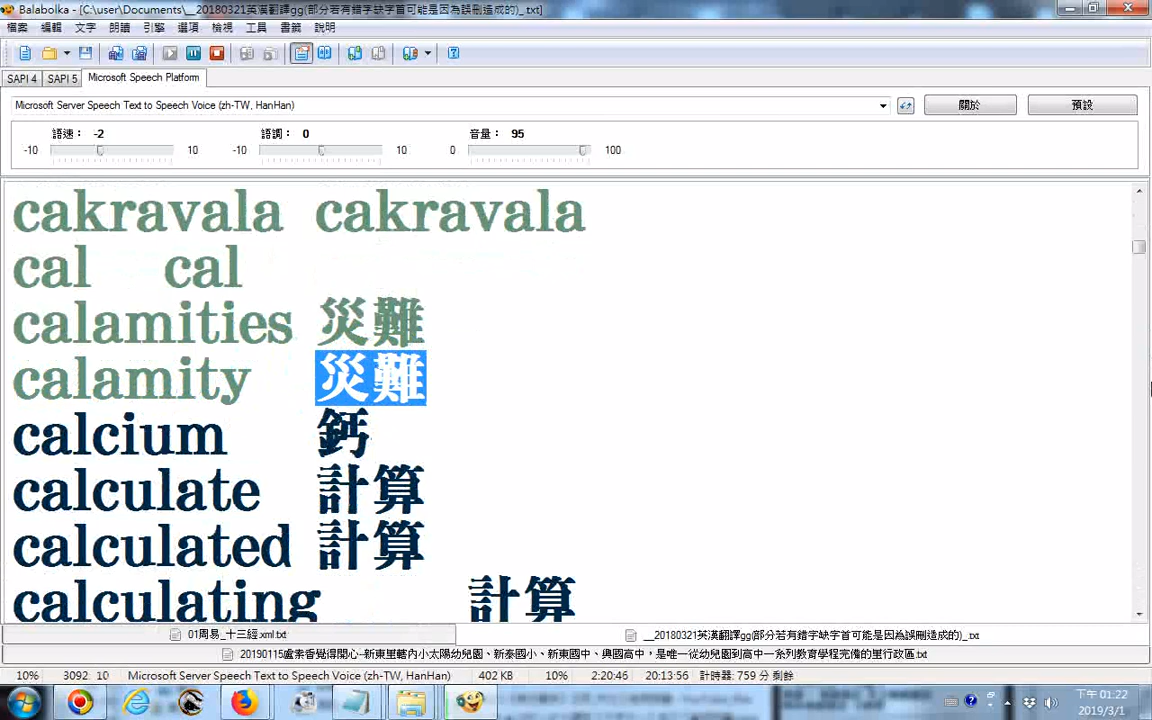 Balabolka - [C:\user\Documents\__20180321英漢翻譯gg(部分若有錯字缺字首可能是因為誤刪造成的)_.txt]
檔案 編輯 文字 朗讀 引擎 選項 檢視 工具 書籤 說明
SAPI 4 SAPI 5 Microsoft Speech Platform
Microsoft Server Speech Text to Speech Voice (zh-TW, HanHan) 關於 預設
語速： -2 語調： 0 音量： 95
-10 10 -10 10 0 100
cakravala cakravala
cal cal
calamities 災難
calamity 災難
calcium 鈣
calculate 計算
calculated 計算
calculating 計算
01周易_十三經.xml.txt __20180321英漢翻譯gg(部分若有錯字缺字首可能是因為誤刪造成的)_.txt
20190115盧素香覺得開心-新東里轄內小太陽幼兒園、新泰國小、新東國中、興國高中，是唯一從幼兒園到高中一系列教育學程完備的里行政區.txt
10% 3092: 10 Microsoft Server Speech Text to Speech Voice (zh-TW, HanHan) 402 KB 10% 2:20:46 20:13:56 計時器: 759 分 剩餘
下午 01:22
2019/3/1